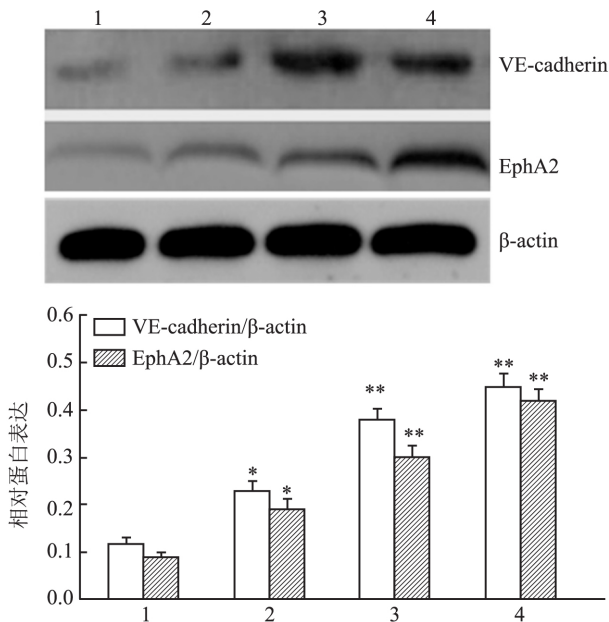 1 2 3 4
VE-cadherin
EphA2
β-actin
0.6
VE-cadherin/β-actin
0.5
EphA2/β-actin
** **
0.4
** **
相对蛋白表达
0.3
* *
0.2
0.1
0.0
1 2 3 4